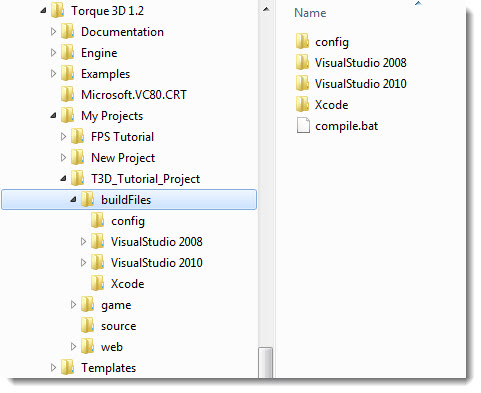 Torque 3D 1.2
Documentation
Engine
Examples
Microsoft.VC80.CRT
My Projects
FPS Tutorial
New Project
T3D_Tutorial_Project
buildFiles
config
VisualStudio 2008
VisualStudio 2010
Xcode
game
source
web
Templates
Name
config
VisualStudio 2008
VisualStudio 2010
Xcode
compile.bat